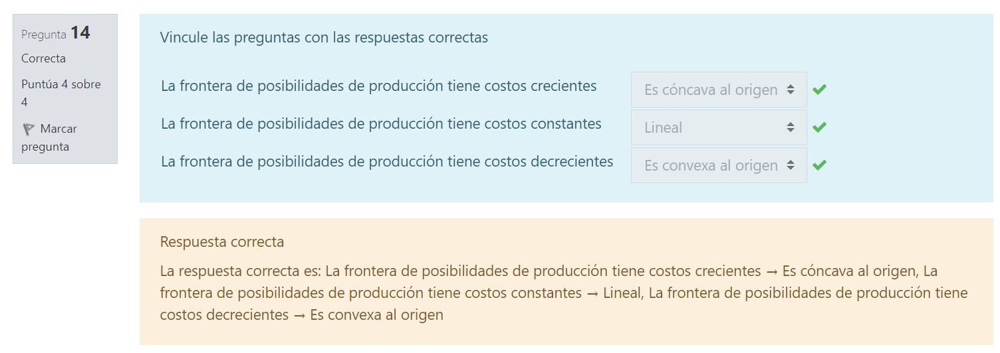 Pregunta 14
Correcta
Puntúa 4 sobre
4
Marcar
pregunta
Vincule las preguntas con las respuestas correctas
La frontera de posibilidades de producción tiene costos crecientes Es cóncava al origen
La frontera de posibilidades de producción tiene costos constantes Lineal
La frontera de posibilidades de producción tiene costos decrecientes Es convexa al origen
Respuesta correcta
La respuesta correcta es: La frontera de posibilidades de producción tiene costos crecientes → Es cóncava al origen, La
frontera de posibilidades de producción tiene costos constantes → Lineal, La frontera de posibilidades de producción tiene
costos decrecientes → Es convexa al origen